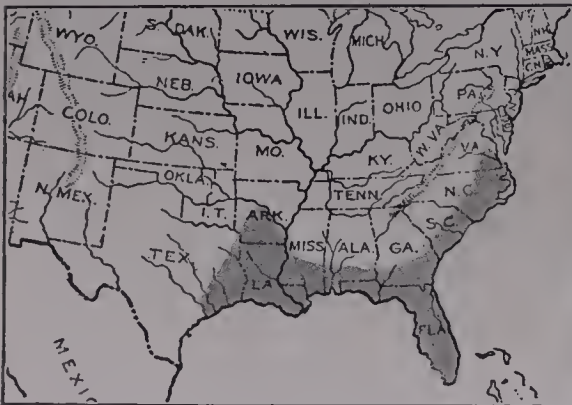 WYO.
S. DAK.
WIS.
MICH.
N.Y.
V.
N.H.
MASS
NEB.
IOWA
PA.
AH
COLO.
ILL.
IND.
OHIO
KANS.
MO.
KY.
W. VA.
VA.
N. MEX.
OKLA.
TENN.
N.C.
I.T.
ARK.
S.C.
TEX.
MISS.
ALA.
GA.
LA.
FLA.
MEXIC